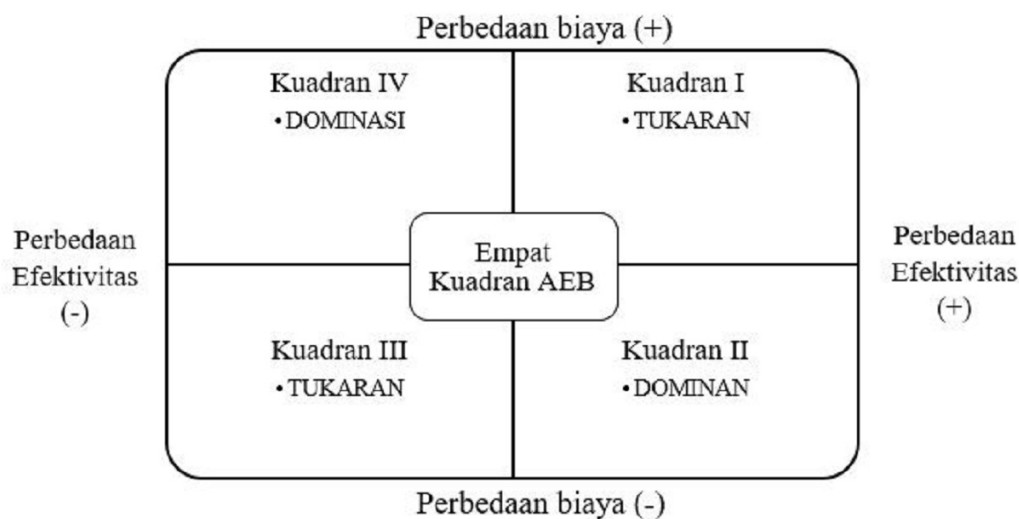 Perbedaan biaya (+)
Kuadran IV
• DOMINASI
Kuadran I
• TUKARAN
Perbedaan
Efektivitas
(-)
Empat
Kuadran AEB
Perbedaan
Efektivitas
(+)
Kuadran III
• TUKARAN
Kuadran II
• DOMINAN
Perbedaan biaya (-)